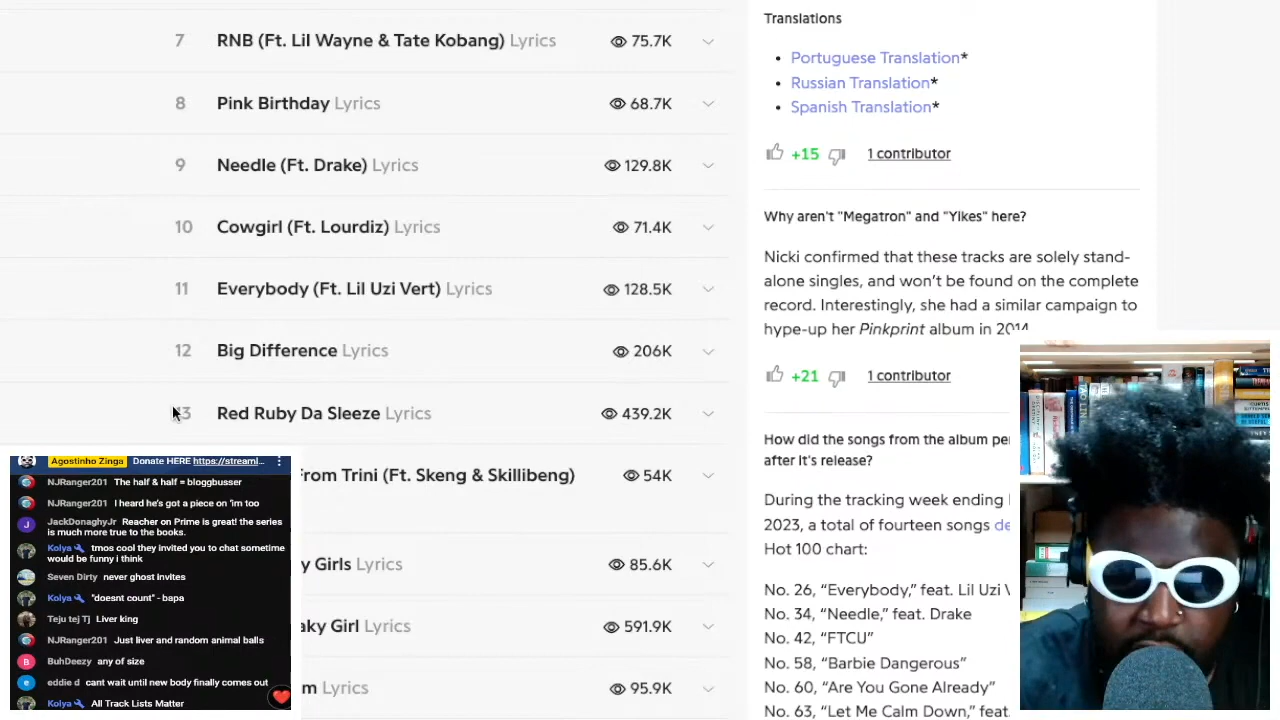 7 RNB (Ft. Lil Wayne & Tate Kobang) Lyrics 75.7K
8 Pink Birthday Lyrics 68.7K
9 Needle (Ft. Drake) Lyrics 129.8K
10 Cowgirl (Ft. Lourdiz) Lyrics 71.4K
11 Everybody (Ft. Lil Uzi Vert) Lyrics 128.5K
12 Big Difference Lyrics 206K
3 Red Ruby Da Sleeze Lyrics 439.2K
From Trini (Ft. Skeng & Skillibeng) 54K
y Girls Lyrics 85.6K
aky Girl Lyrics 591.9K
m Lyrics 95.9K
Translations
• Portuguese Translation*
• Russian Translation*
• Spanish Translation*
+15 1 contributor
Why aren't "Megatron" and "Yikes" here?
Nicki confirmed that these tracks are solely stand-
alone singles, and won't be found on the complete
record. Interestingly, she had a similar campaign to
hype-up her Pinkprint album in 2014
+21 1 contributor
How did the songs from the album pe
after It's release?
During the tracking week ending
2023, a total of fourteen songs de
Hot 100 chart:
No. 26, “Everybody,” feat. Lil Uzi V
No. 34, “Needle,” feat. Drake
No. 42, “FTCU”
No. 58, “Barbie Dangerous”
No. 60, “Are You Gone Already”
No. 63, “Let Me Calm Down,” feat.
Agostinho Zinga Donate HERE https://streaml...
NJRanger201 The half & half = bloggbusser
NJRanger201 I heard he's got a piece on 'im too
JackDonaghyJr Reacher on Prime is great! the series
is much more true to the books.
Kolya tmos cool they invited you to chat sometime
would be funny i think
Seven Dirty never ghost invites
Kolya "doesnt count" - bapa
Teju tej Tj Liver king
NJRanger201 Just liver and random animal balls
BuhDeezy any of size
eddie d cant wait until new body finally comes out
Kolya All Track Lists Matter
TAO LIN